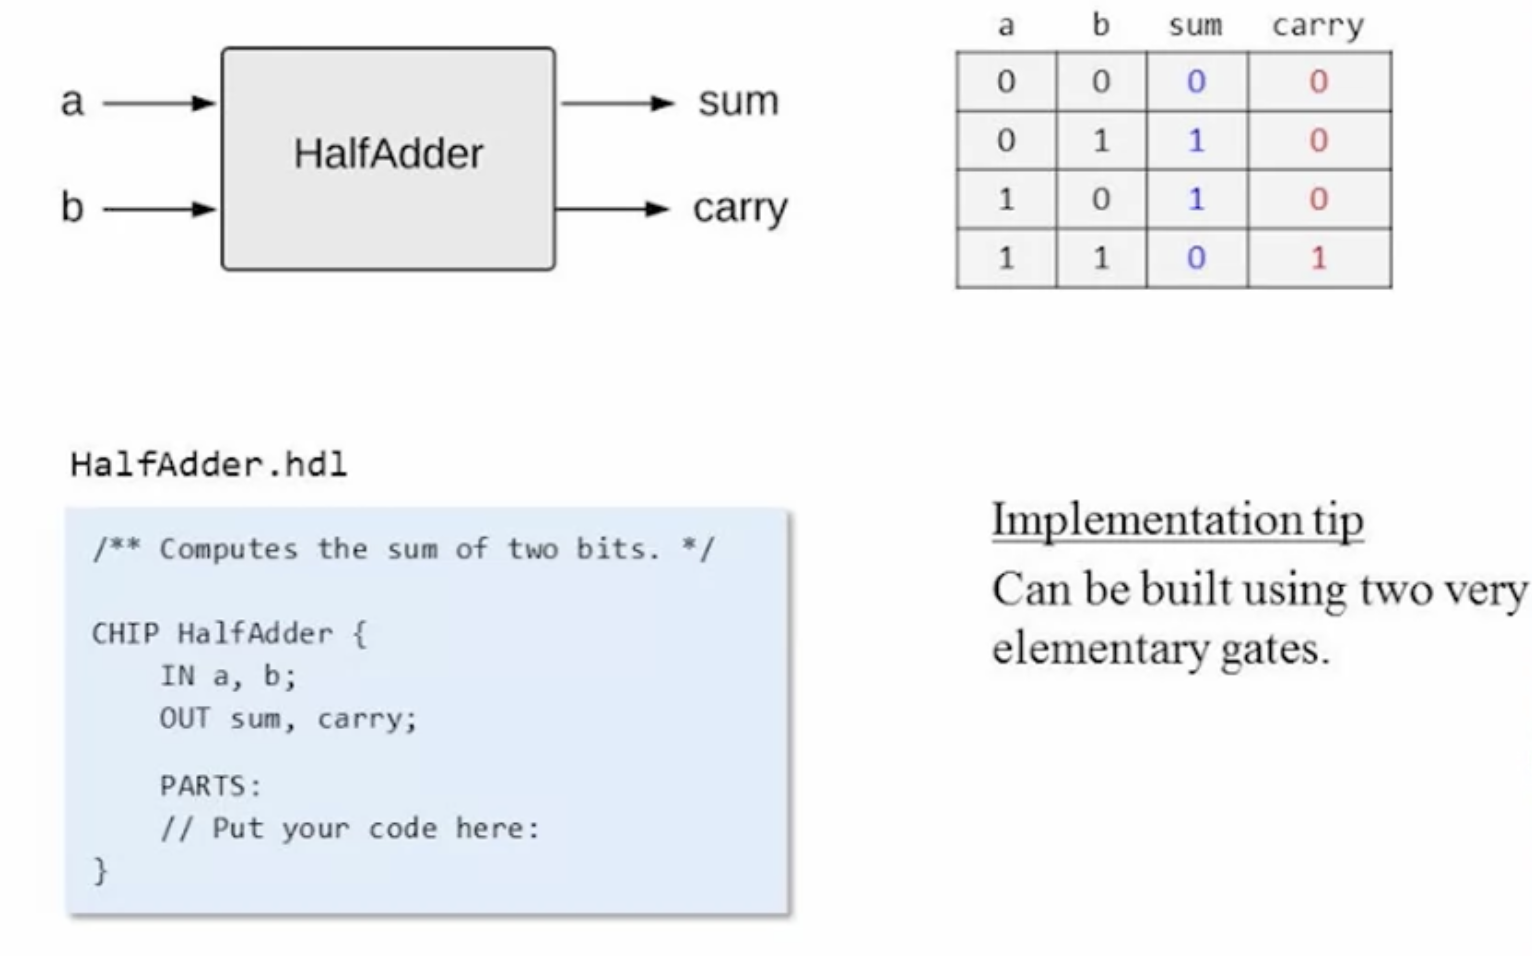 a
b
HalfAdder
sum
carry
a b sum carry
0 0 0 0
0 1 1 0
1 0 1 0
1 1 0 1
HalfAdder.hdl
/** Computes the sum of two bits. */
CHIP HalfAdder {
IN a, b;
OUT sum, carry;
PARTS:
// Put your code here:
}
Implementation tip
Can be built using two very
elementary gates.